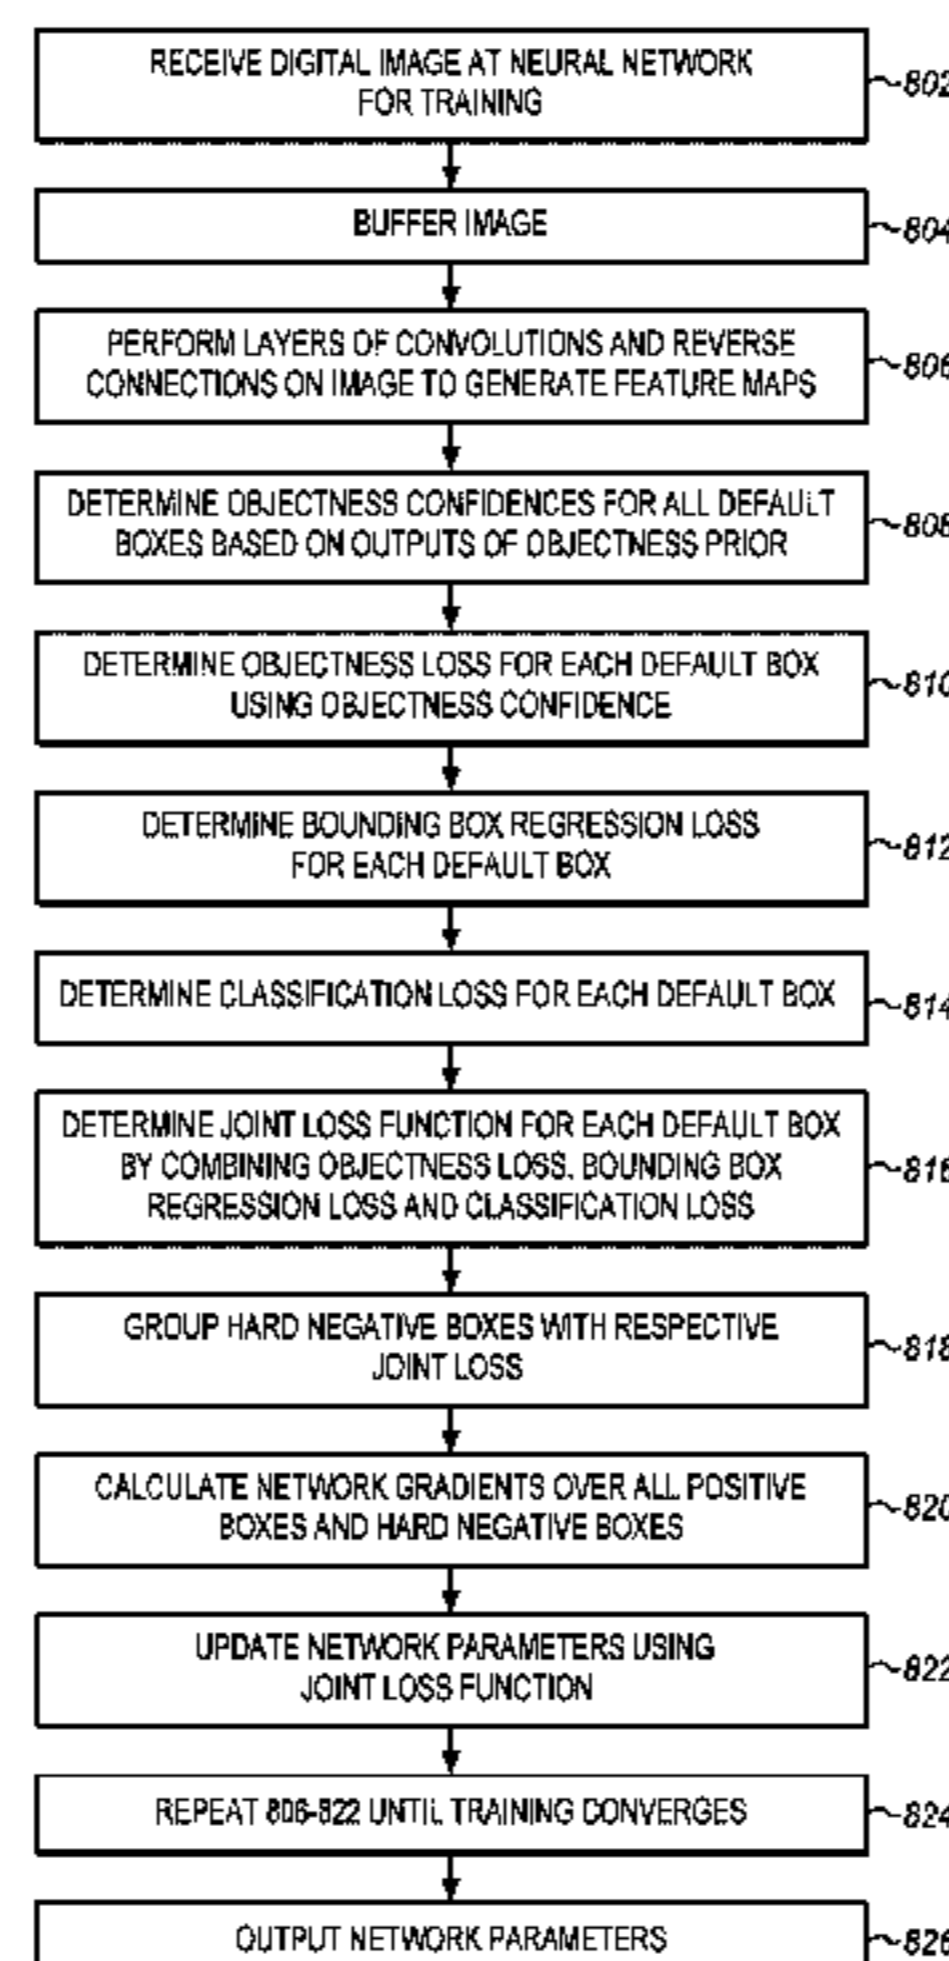 RECEIVE DIGITAL IMAGE AT NEURAL NETWORK
FOR TRAINING
802
BUFFER IMAGE
804
PERFORM LAYERS OF CONVOLUTIONS AND REVERSE
CONNECTIONS ON IMAGE TO GENERATE FEATURE MAPS
806
DETERMINE OBJECTNESS CONFIDENCES FOR ALL DEFAULT
BOXES BASED ON OUTPUTS OF OBJECTNESS PRIOR
808
DETERMINE OBJECTNESS LOSS FOR EACH DEFAULT BOX
USING OBJECTNESS CONFIDENCE
810
DETERMINE BOUNDING BOX REGRESSION LOSS
FOR EACH DEFAULT BOX
812
DETERMINE CLASSIFICATION LOSS FOR EACH DEFAULT BOX
814
DETERMINE JOINT LOSS FUNCTION FOR EACH DEFAULT BOX
BY COMBINING OBJECTNESS LOSS, BOUNDING BOX
REGRESSION LOSS AND CLASSIFICATION LOSS
816
GROUP HARD NEGATIVE BOXES WITH RESPECTIVE
JOINT LOSS
818
CALCULATE NETWORK GRADIENTS OVER ALL POSITIVE
BOXES AND HARD NEGATIVE BOXES
820
UPDATE NETWORK PARAMETERS USING
JOINT LOSS FUNCTION
822
REPEAT 806-822 UNTIL TRAINING CONVERGES
824
OUTPUT NETWORK PARAMETERS
826